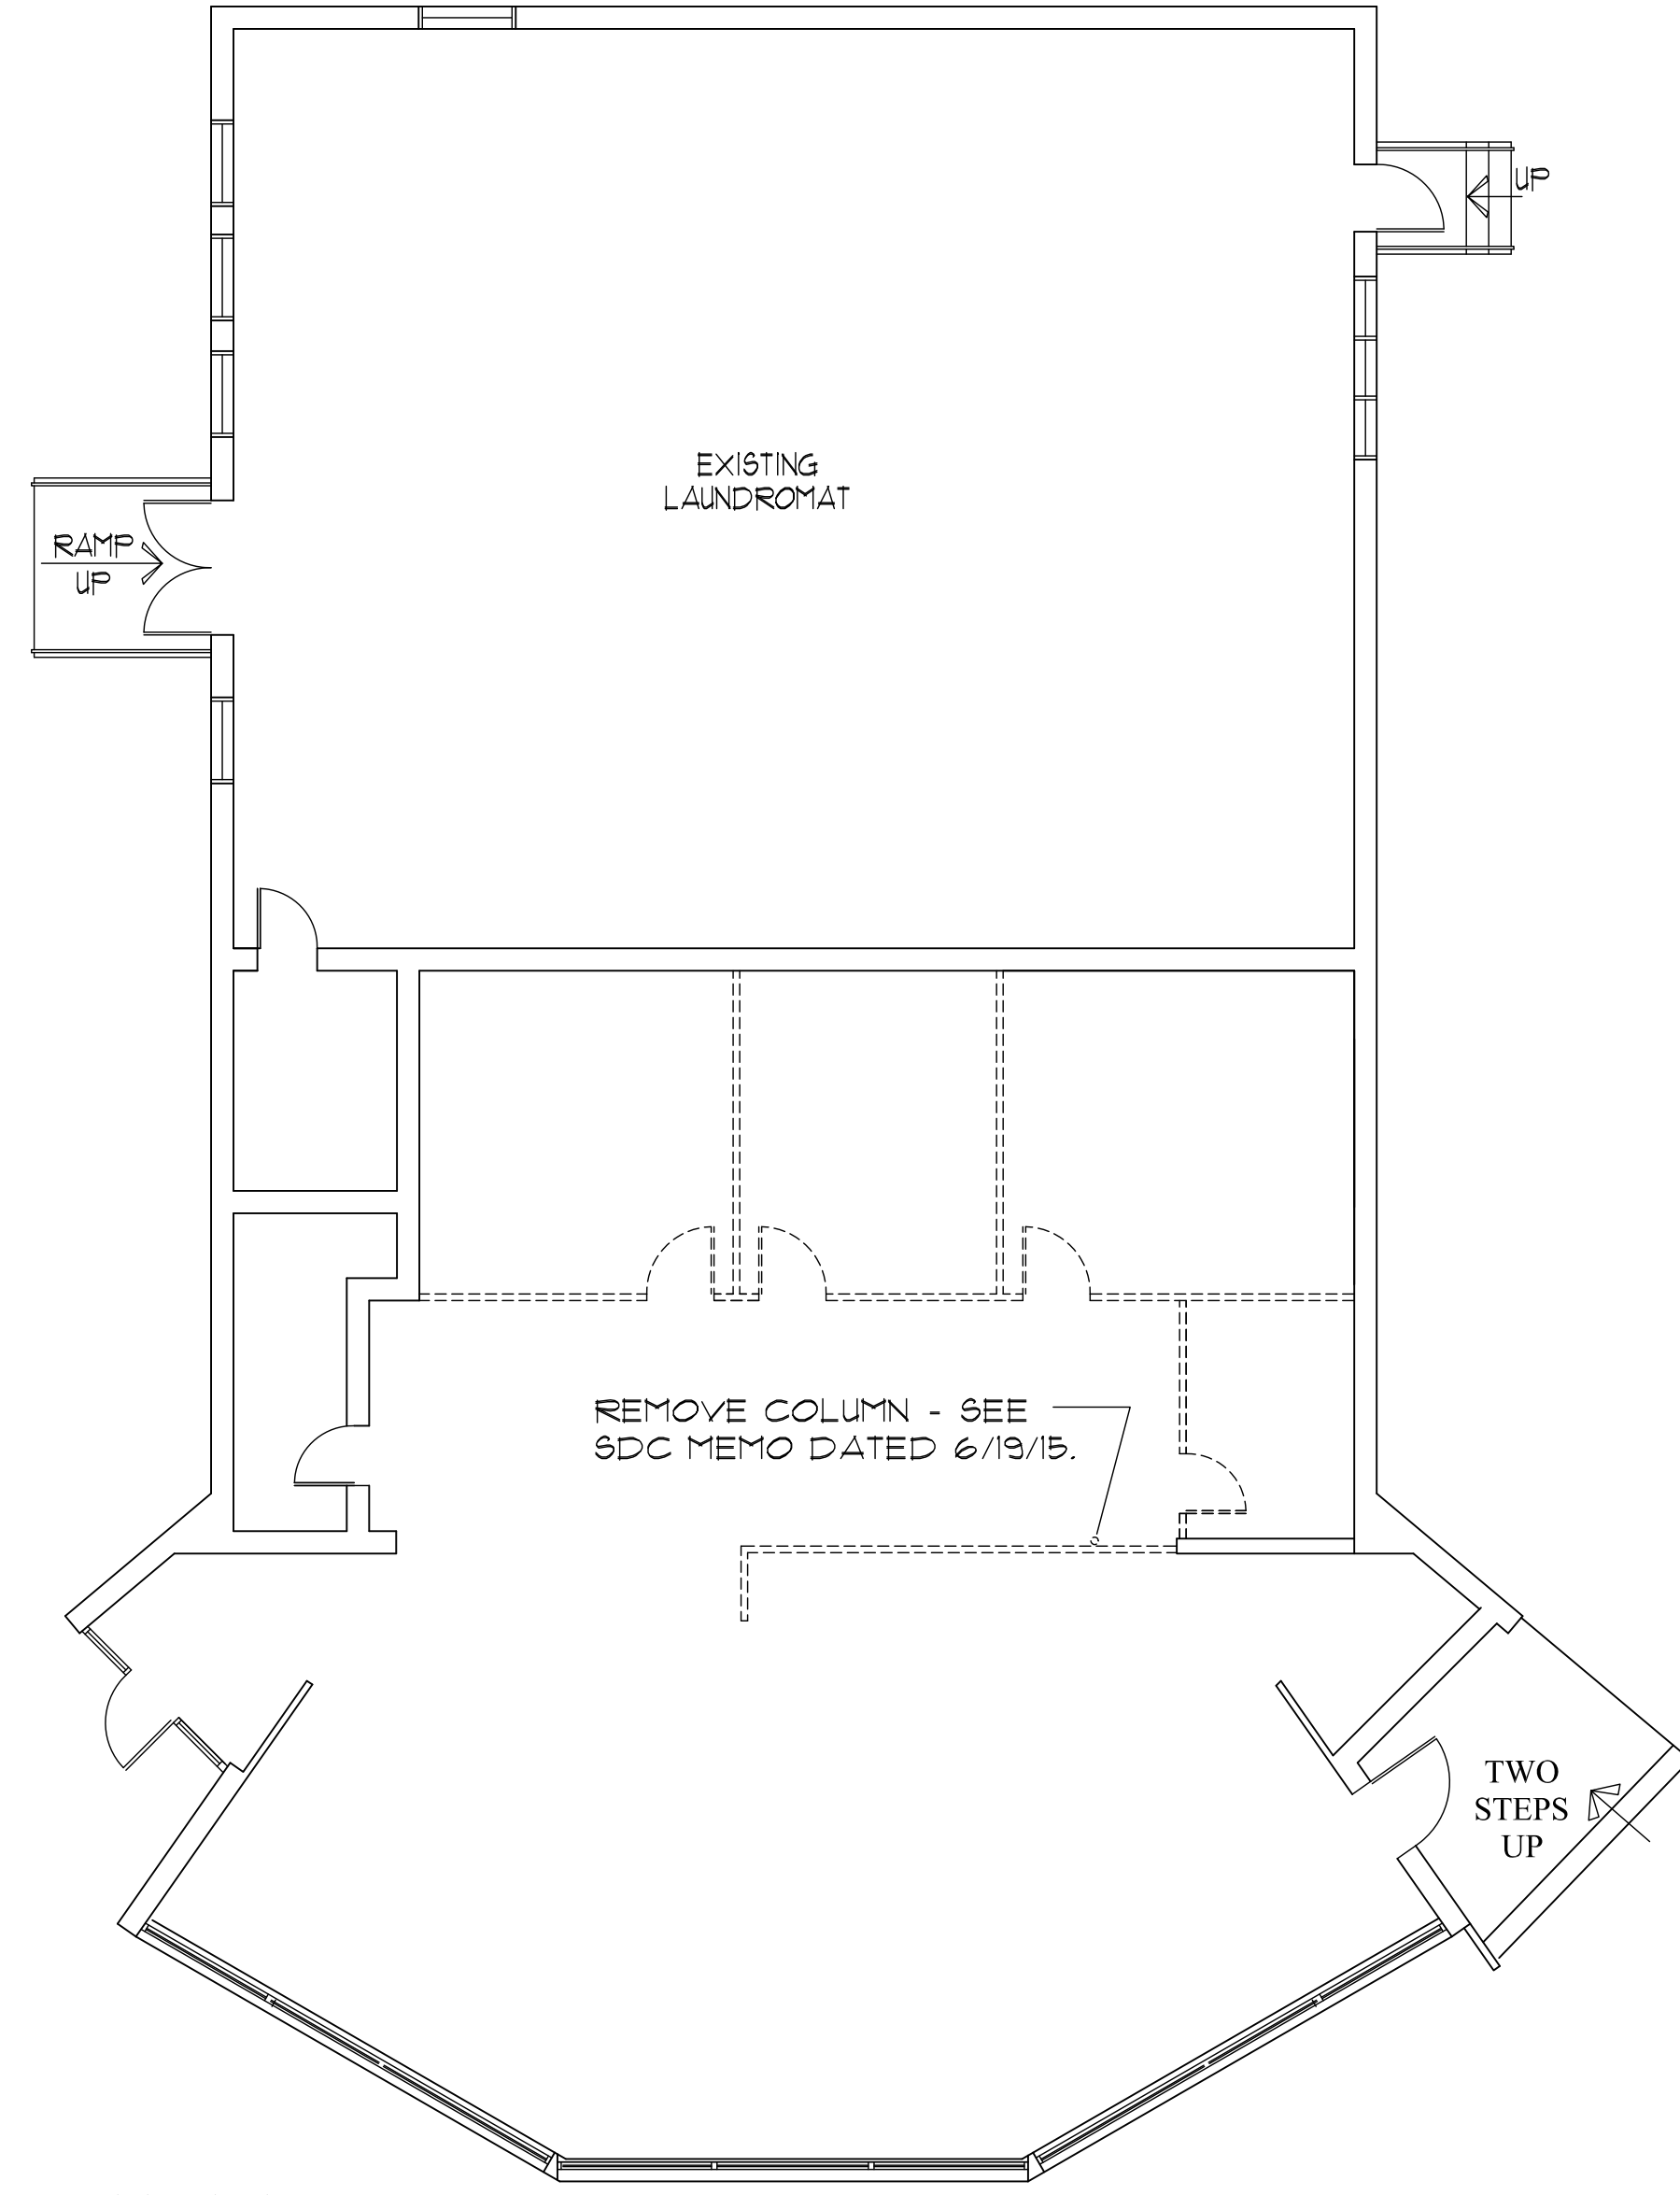 UP
EXISTING
LAUNDROMAT
RAMP
UP
REMOVE COLUMN - SEE
SDC MEMO DATED 6/19/15.
TWO
STEPS
UP